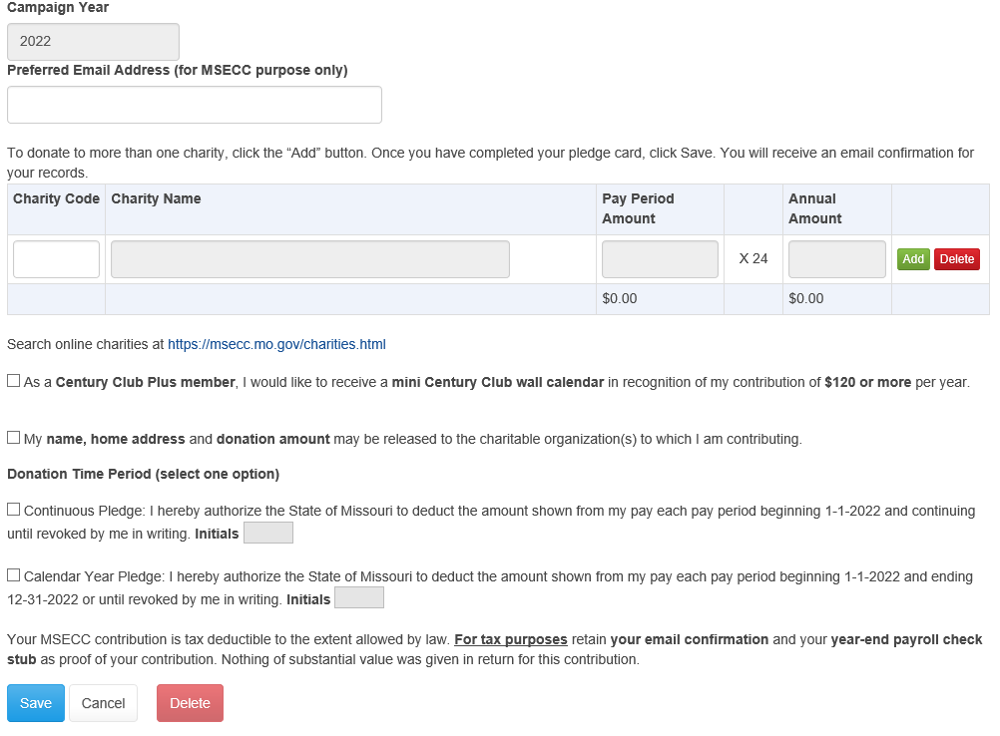 Campaign Year
2022
Preferred Email Address (for MSECC purpose only)
To donate to more than one charity, click the “Add” button. Once you have completed your pledge card, click Save. You will receive an email confirmation for
your records.
Charity Code Charity Name Pay Period Amount Annual Amount
X 24 Add Delete
$0.00 $0.00
Search online charities at https://msecc.mo.gov/charities.html
As a Century Club Plus member, I would like to receive a mini Century Club wall calendar in recognition of my contribution of $120 or more per year.
My name, home address and donation amount may be released to the charitable organization(s) to which I am contributing.
Donation Time Period (select one option)
Continuous Pledge: I hereby authorize the State of Missouri to deduct the amount shown from my pay each pay period beginning 1-1-2022 and continuing
until revoked by me in writing. Initials
Calendar Year Pledge: I hereby authorize the State of Missouri to deduct the amount shown from my pay each pay period beginning 1-1-2022 and ending
12-31-2022 or until revoked by me in writing. Initials
Your MSECC contribution is tax deductible to the extent allowed by law. For tax purposes retain your email confirmation and your year-end payroll check
stub as proof of your contribution. Nothing of substantial value was given in return for this contribution.
Save Cancel Delete